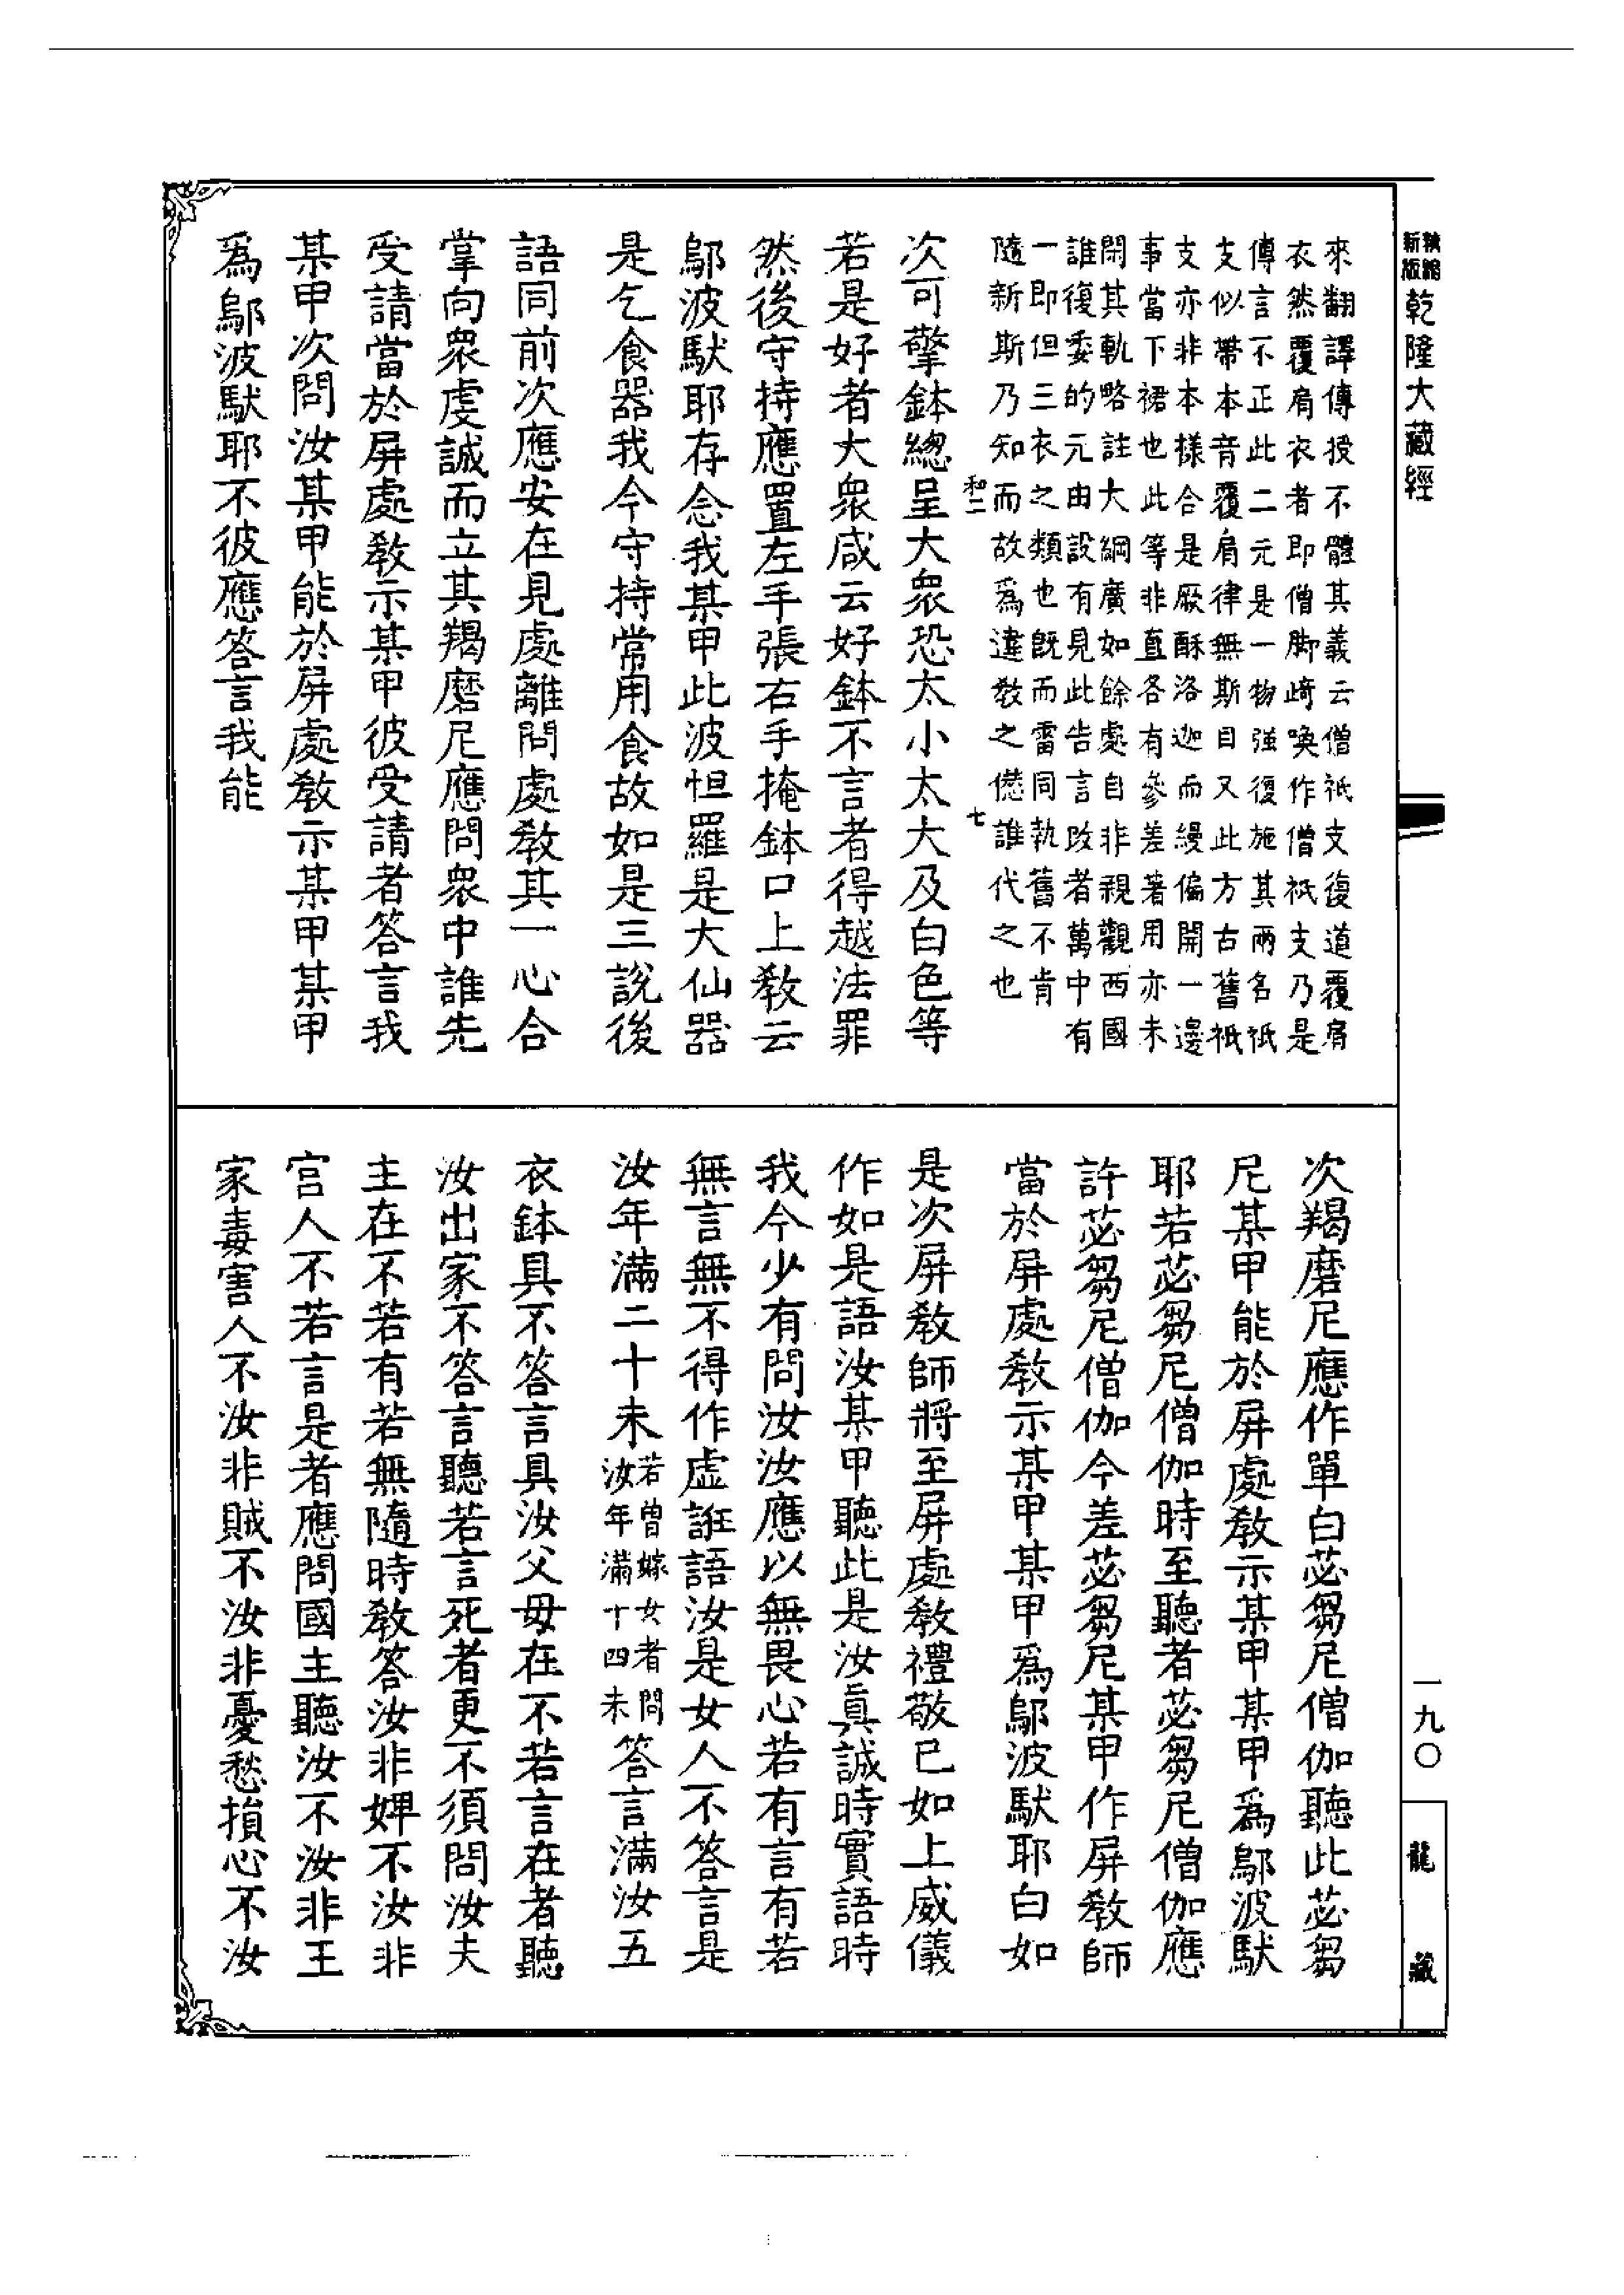 新版精縮乾隆大藏經
來翻譯傳授不體其義云僧祇支復道覆肩
衣然覆肩衣者即僧脚崎喚作僧祇支乃是
傳言不正此二元是一物强復施其兩名祇
支似帶本音覆肩律無斯目又此方古舊祇
支亦非本樣合是厥酥洛迦而縵偏開一邊
事當下裙也此等非直各有參差著用亦未
閑其軌略註大綱廣如餘處自非親觀西國
誰復委的元由設有見此告言改者萬中有
一即但三衣之類也旣而雷同執舊不肯
隨新斯乃知而故爲違教之愆誰代之也
和二 七
次可擎鉢總呈大衆恐太小太大及白色等
若是好者大衆咸云好鉢不言者得越法罪
然後守持應置左手張右手掩鉢口上教云
鄔波馱耶存念我某甲此波怛羅是大仙器
是乞食器我今守持常用食故如是三說後
語同前次應安在見處離問處教其一心合
掌向衆虔誠而立其羯磨尼應問衆中誰先
受請當於屏處教示某甲彼受請者答言我
某甲次問汝某甲能於屏處教示某甲某甲
爲鄔波馱耶不彼應答言我能
次羯磨尼應作單白苾芻尼僧伽聽此苾芻
尼某甲能於屏處教示某甲某甲爲鄔波馱
耶若苾芻尼僧伽時至聽者苾芻尼僧伽應
許苾芻尼僧伽今差苾芻尼某甲作屏教師
當於屏處教示某甲某甲爲鄔波馱耶白如
是次屏教師將至屏處教禮敬已如上威儀
作如是語汝某甲聽此是汝眞誠時實語時
我今少有問汝汝應以無畏心若有言有若
無言無不得作虛誑語汝是女人不答言是
汝年滿二十未若曾嫁女者問汝年滿十四未答言滿汝五
衣鉢具不答言具汝父母在不若言在者聽
汝出家不答言聽若言死者更不須問汝夫
主在不若有若無隨時教答汝非婢不汝非
宮人不若言是者應問國主聽汝不汝非王
家毒害人不汝非賊不汝非憂愁損心不汝
一九〇
龍藏